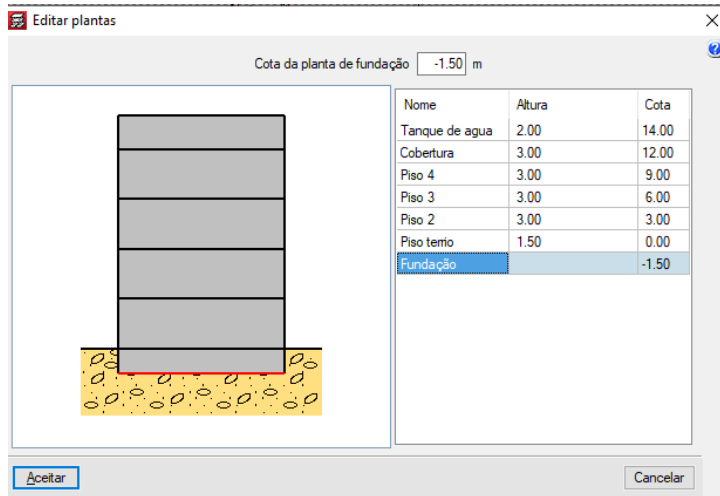 Editar plantas
Cota da planta de fundação -1.50 m
Nome Altura Cota
Tanque de agua 2.00 14.00
Cobertura 3.00 12.00
Piso 4 3.00 9.00
Piso 3 3.00 6.00
Piso 2 3.00 3.00
Piso terrio 1.50 0.00
Fundação -1.50
Aceitar Cancelar